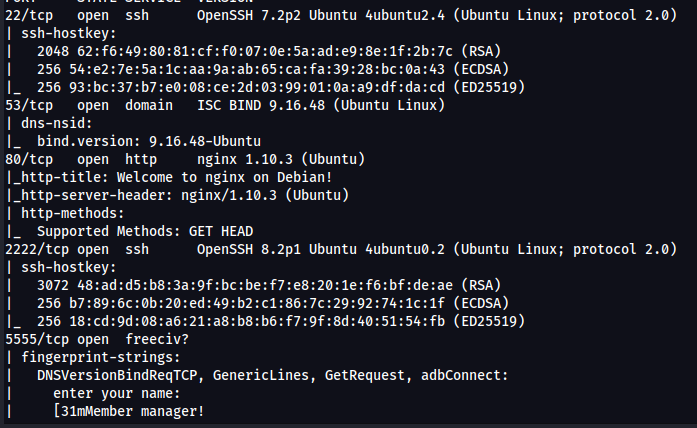 22/tcp   open  ssh     OpenSSH 7.2p2 Ubuntu 4ubuntu2.4 (Ubuntu Linux; protocol 2.0)
| ssh-hostkey:
|   2048 62:f6:49:80:81:cf:f0:07:0e:5a:ad:e9:8e:1f:2b:7c (RSA)
|   256 54:e2:7e:5a:1c:aa:9a:ab:65:ca:fa:39:28:bc:0a:43 (ECDSA)
|_  256 93:bc:37:b7:e0:08:ce:2d:03:99:01:0a:a9:df:da:cd (ED25519)
53/tcp   open  domain  ISC BIND 9.16.48 (Ubuntu Linux)
| dns-nsid:
|_  bind.version: 9.16.48-Ubuntu
80/tcp   open  http    nginx 1.10.3 (Ubuntu)
|_http-title: Welcome to nginx on Debian!
|_http-server-header: nginx/1.10.3 (Ubuntu)
| http-methods:
|_  Supported Methods: GET HEAD
2222/tcp open  ssh     OpenSSH 8.2p1 Ubuntu 4ubuntu0.2 (Ubuntu Linux; protocol 2.0)
| ssh-hostkey:
|   3072 48:ad:d5:b8:3a:9f:bc:be:f7:e8:20:1e:f6:bf:de:ae (RSA)
|   256 b7:89:6c:0b:20:ed:49:b2:c1:86:7c:29:92:74:1c:1f (ECDSA)
|_  256 18:cd:9d:08:a6:21:a8:b8:b6:f7:9f:8d:40:51:54:fb (ED25519)
5555/tcp open  freeciv?
| fingerprint-strings:
|   DNSVersionBindReqTCP, GenericLines, GetRequest, adbConnect:
|     enter your name:
|     [31mMember manager!